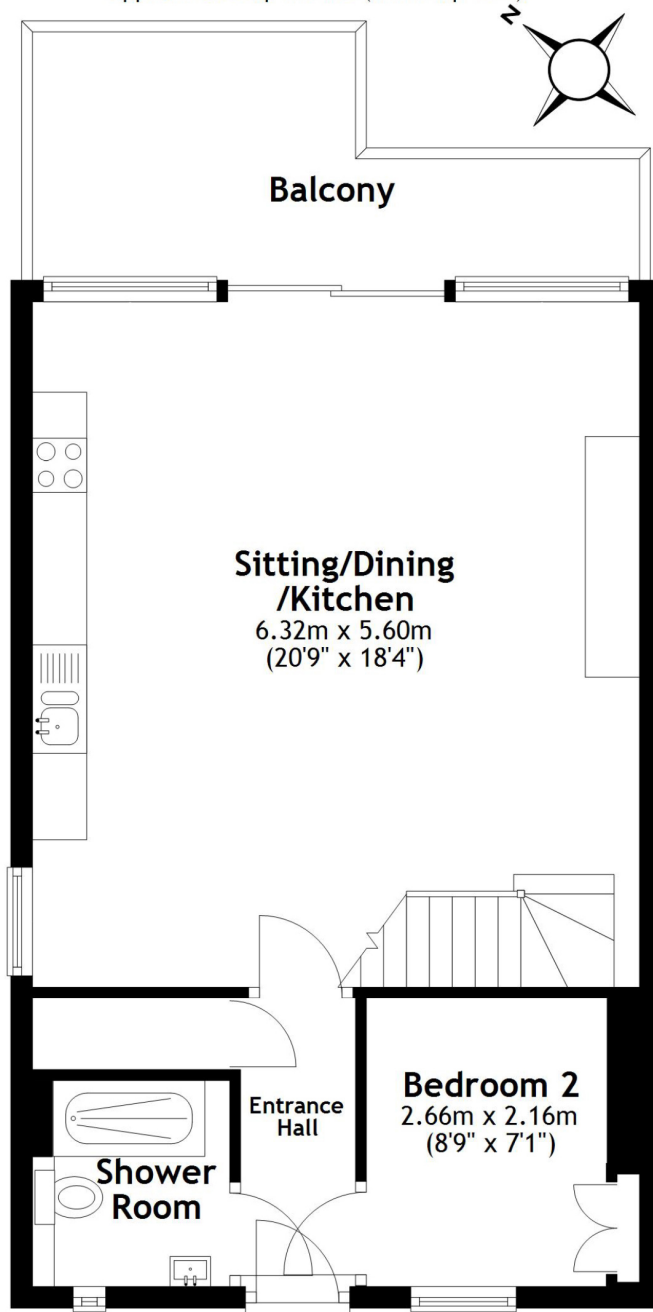 N
Balcony
Sitting/Dining
/Kitchen
6.32m x 5.60m
(20'9" x 18'4")
Entrance
Hall
Bedroom 2
2.66m x 2.16m
(8'9" x 7'1")
Shower
Room